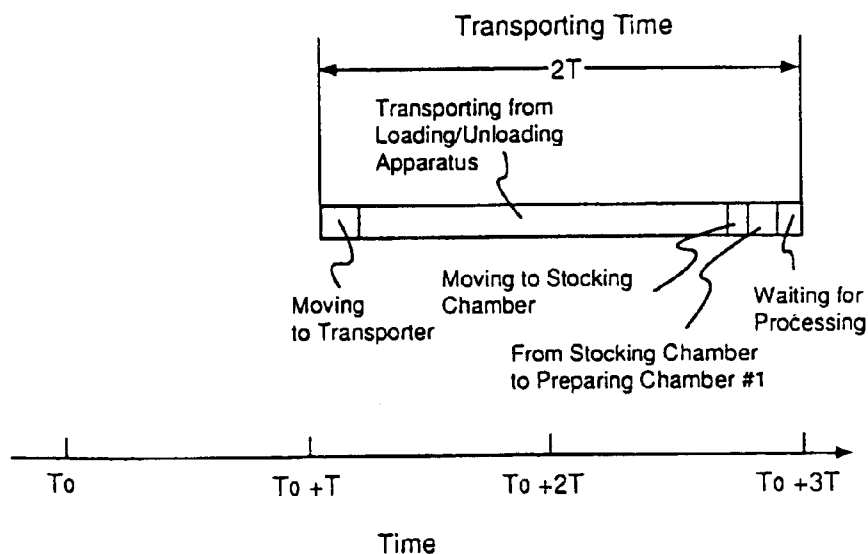 Transporting Time
2T
Transporting from
Loading/Unloading
Apparatus
Moving
to Transporter
Moving to Stocking
Chamber
From Stocking Chamber
to Preparing Chamber #1
Waiting for
Processing
To
To +T
To +2T
To +3T
Time